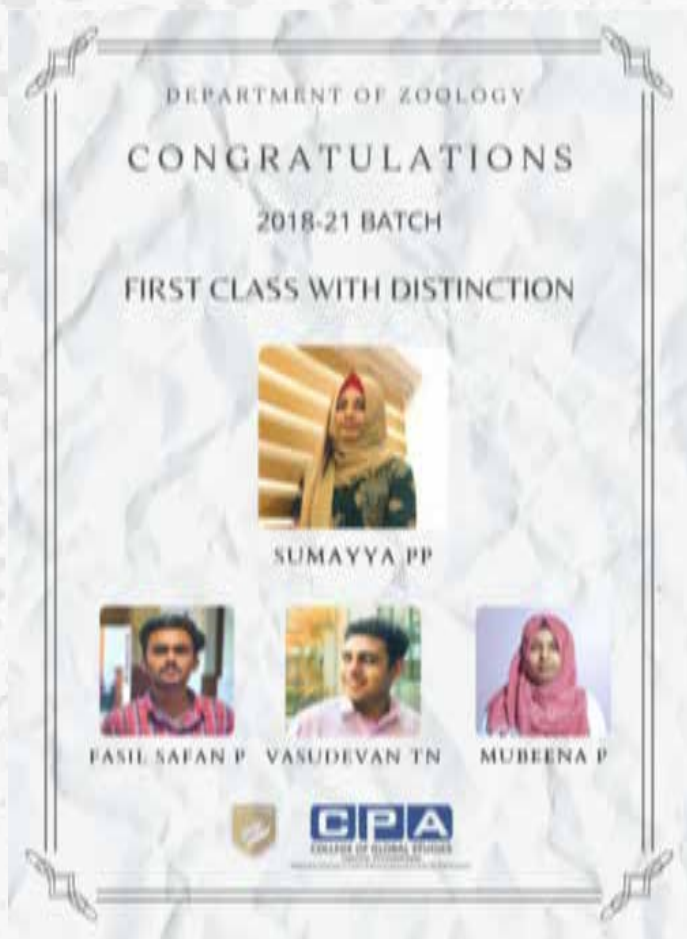 DEPARTMENT OF ZOOLOGY
CONGRATULATIONS
2018-21 BATCH
FIRST CLASS WITH DISTINCTION
SUMAYYA PP
FASIL SAFAN P VASUDEVAN TN MUBEENA P
CPA
COLLEGE OF GLOBAL STUDIES